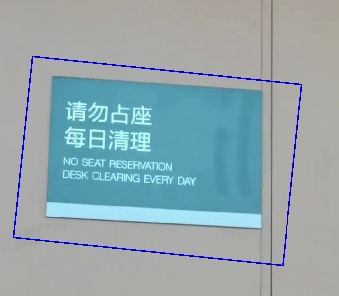 请勿占座
每日清理
NO SEAT RESERVATION
DESK CLEARING EVERY DAY